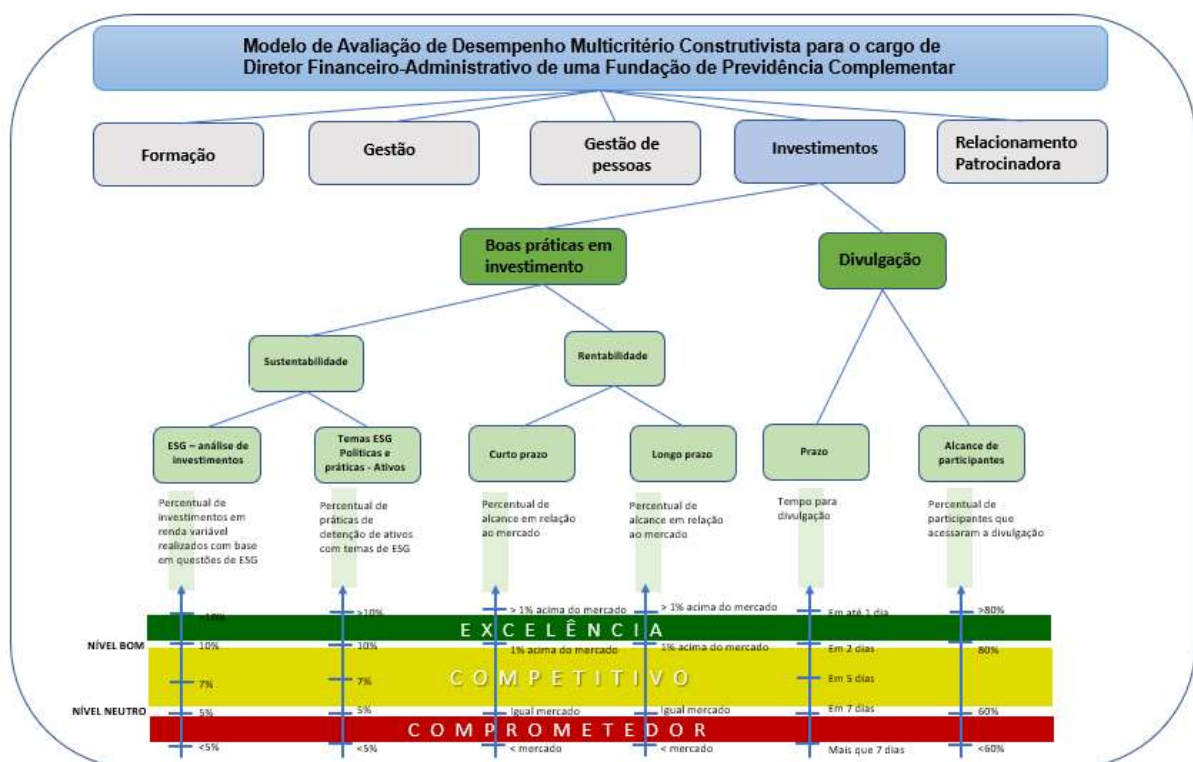 Modelo de Avaliação de Desempenho Multicritério Construtivista para o cargo de
Diretor Financeiro-Administrativo de uma Fundação de Previdência Complementar
Formação
Gestão
Gestão de
pessoas
Investimentos
Relacionamento
Patrocinadora
Boas práticas em
investimento
Divulgação
Sustentabilidade
Rentabilidade
ESG – análise de
investimentos
Temas ESG
Políticas e
práticas - Ativos
Curto prazo
Longo prazo
Prazo
Alcance de
participantes
Percentual de
investimentos em
renda variável
realizados com base
em questões de ESG
Percentual de
práticas de
detenção de ativos
com temas de ESG
Percentual de
alcance em relação
ao mercado
Percentual de
alcance em relação
ao mercado
Tempo para
divulgação
Percentual de
participantes que
acessaram a divulgação
>10%
>10%
> 1% acima do mercado
> 1% acima do mercado
Em até 1 dia
>80%
EXCELÊNCIA
NÍVEL BOM
10%
10%
1% acima do mercado
1% acima do mercado
Em 2 dias
80%
COMPETITIVO
7%
7%
Em 5 dias
NÍVEL NEUTRO
5%
5%
Igual mercado
Igual mercado
Em 7 dias
60%
COMPROMETEDOR
<5%
<5%
< mercado
< mercado
Mais que 7 dias
<60%